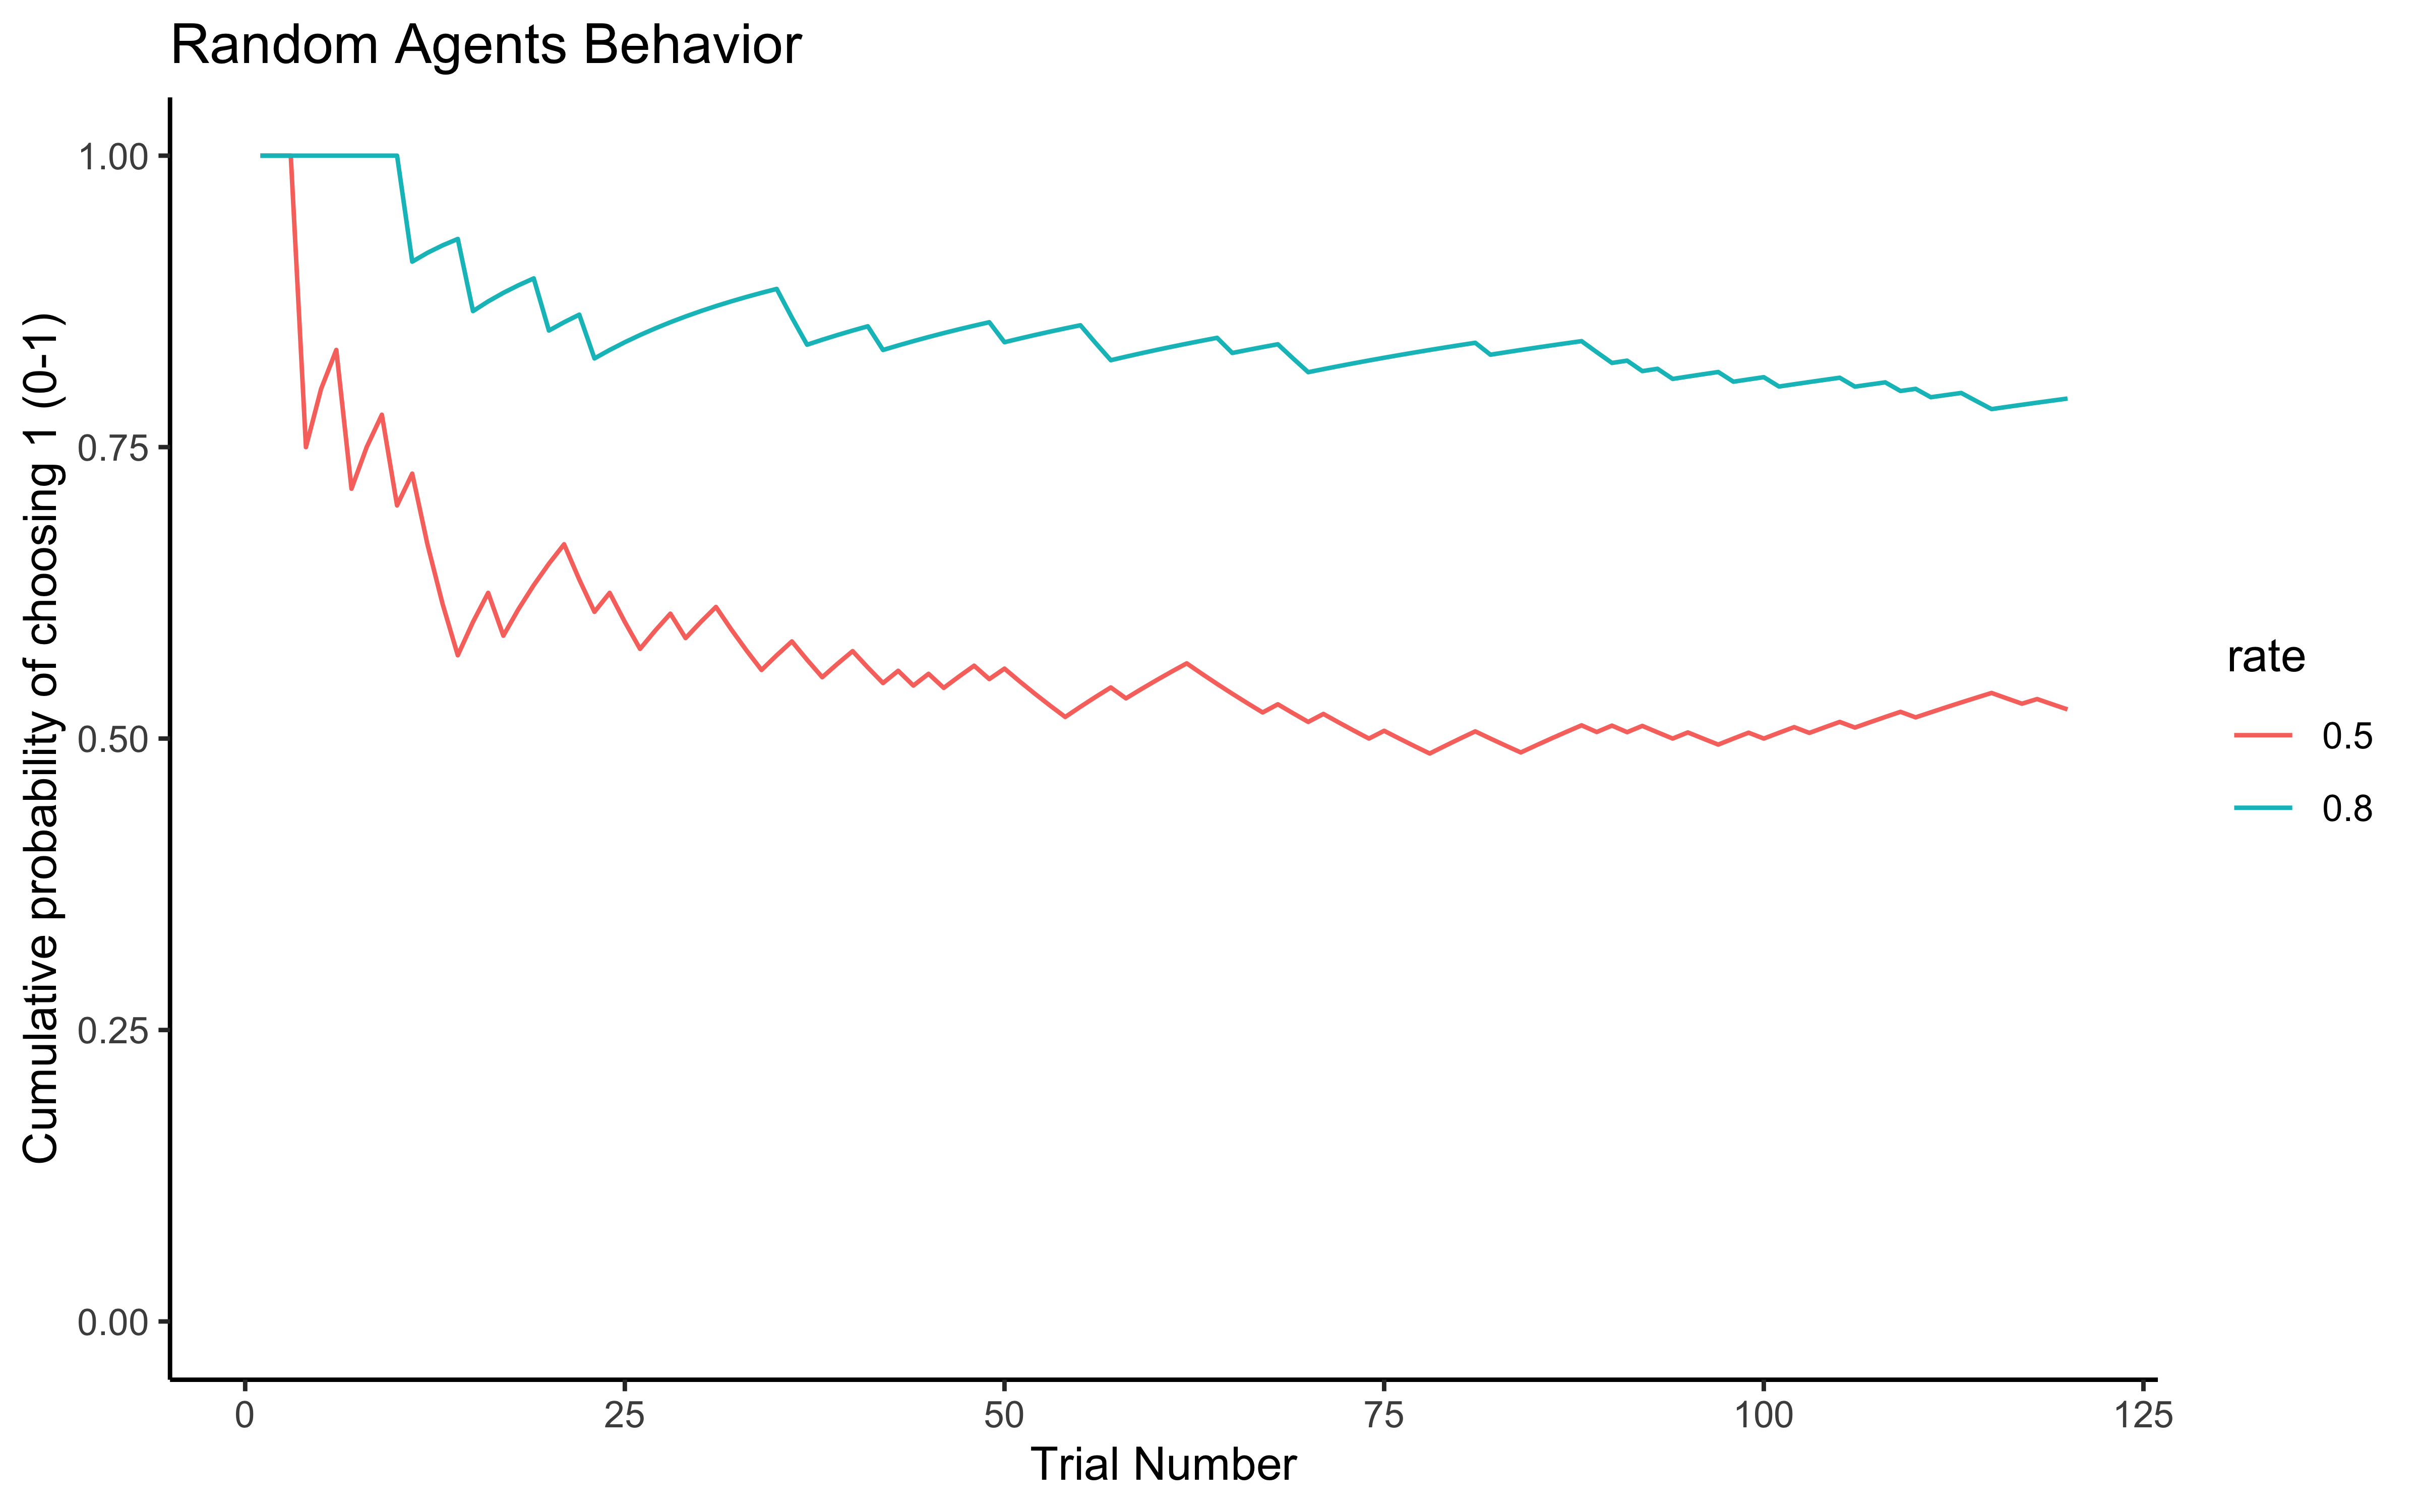 Random Agents Behavior
Cumulative probability of choosing 1 (0-1)
1.00
0.75
0.50
0.25
0.00
0 25 50 75 100 125
Trial Number
rate
0.5
0.8